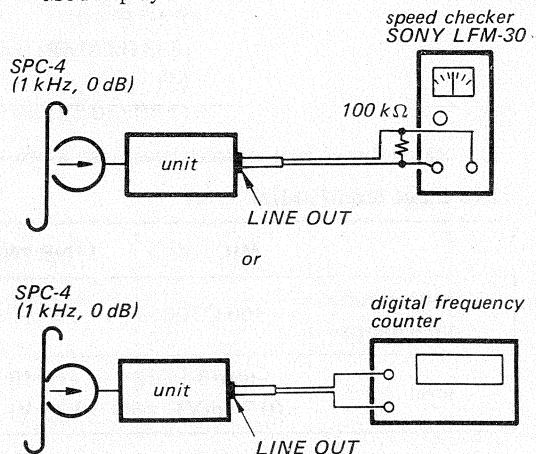 speed checker
SONY LFM-30
SPC-4
(1 kHz, 0 dB)
100 kΩ
unit
LINE OUT
or
SPC-4
(1 kHz, 0 dB)
digital frequency
counter
unit
LINE OUT